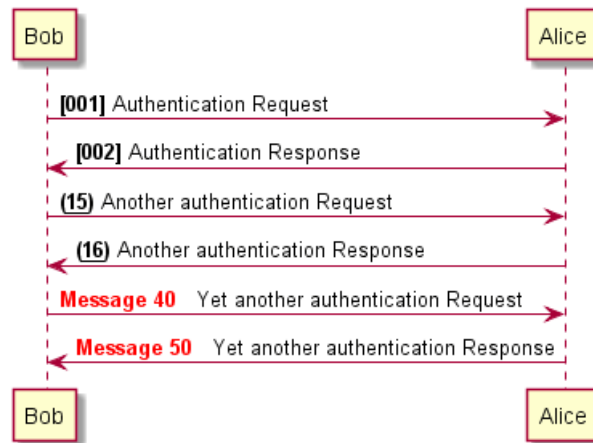 Bob Alice
[001] Authentication Request
[002] Authentication Response
(15) Another authentication Request
(16) Another authentication Response
Message 40 Yet another authentication Request
Message 50 Yet another authentication Response
Bob Alice